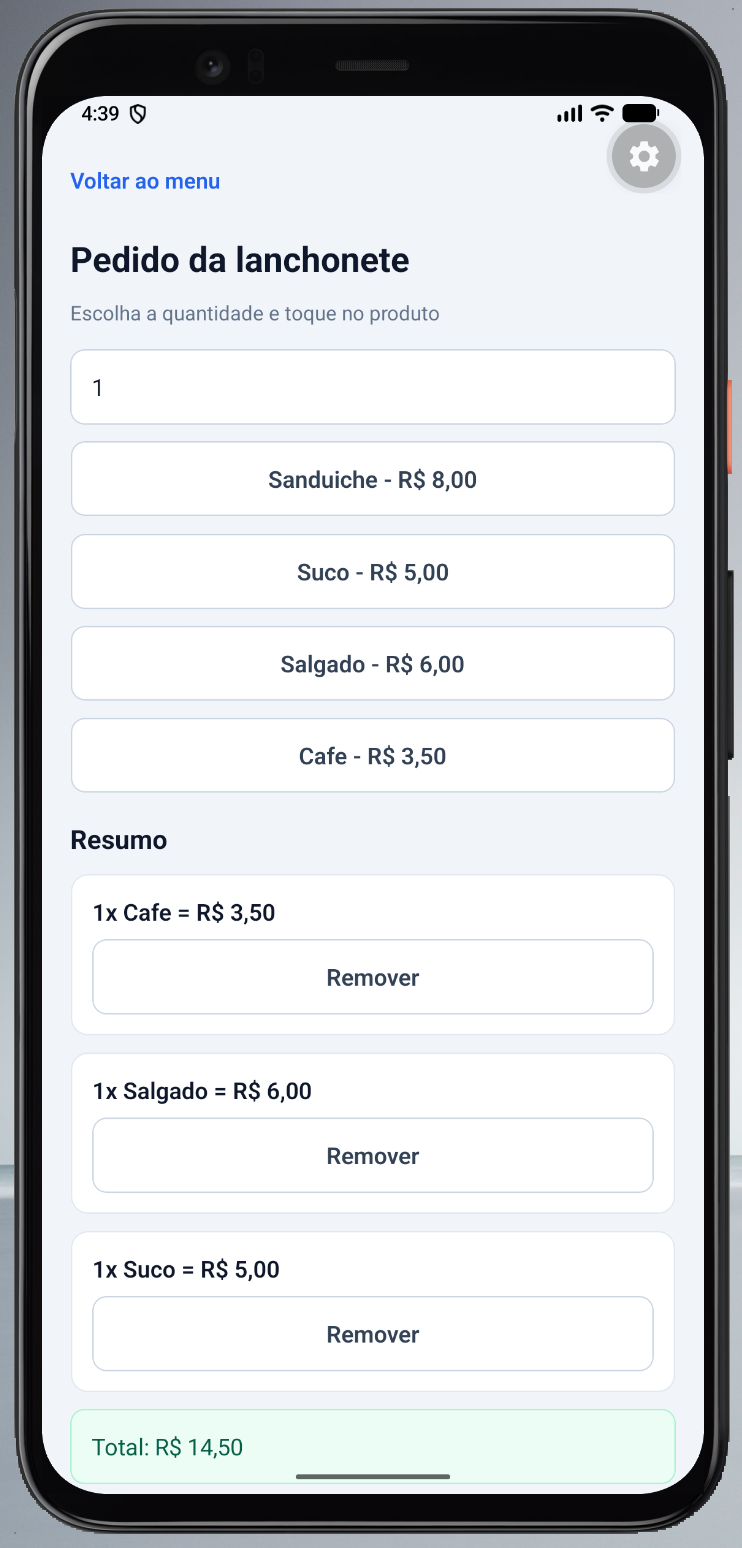 4:39
Voltar ao menu
Pedido da lanchonete
Escolha a quantidade e toque no produto
1
Sanduiche - R$ 8,00
Suco - R$ 5,00
Salgado - R$ 6,00
Cafe - R$ 3,50
Resumo
1x Cafe = R$ 3,50
Remover
1x Salgado = R$ 6,00
Remover
1x Suco = R$ 5,00
Remover
Total: R$ 14,50